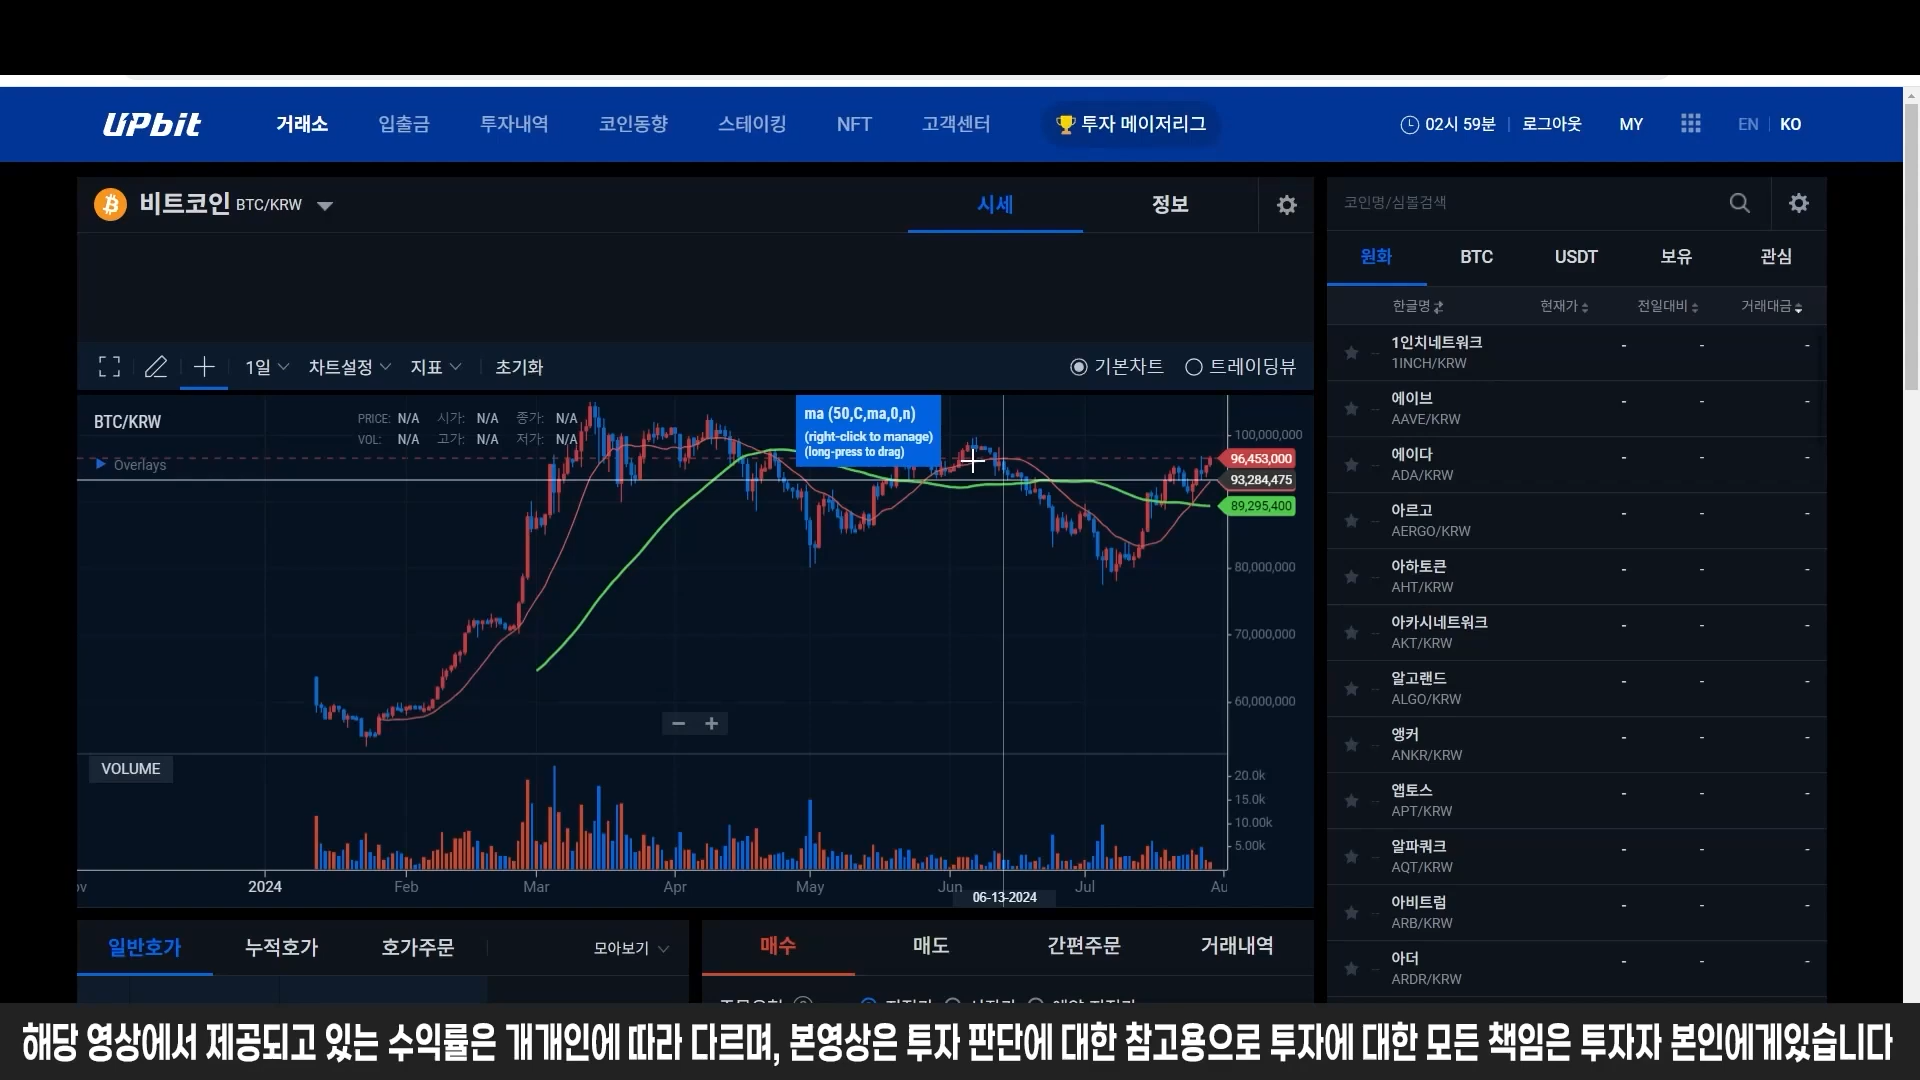 UPbit 거래소 입출금 투자내역 코인동향 스테이킹 NFT 고객센터 투자 메이저리그 02시 59분 로그아웃 MY EN KO
비트코인 BTC/KRW 시세 정보
코인명/심볼검색
원화 BTC USDT 보유 관심
한글명 현재가 전일대비 거래대금
1일 차트설정 지표 초기화 기본차트 트레이딩뷰
BTC/KRW
PRICE: N/A 시가: N/A 종가: N/A
VOL: N/A 고가: N/A 저가: N/A
Overlays
ma (50,C,ma,0,n)
(right-click to manage)
(long-press to drag)
100,000,000
96,453,000
93,284,475
89,295,400
80,000,000
70,000,000
60,000,000
VOLUME
20.0k
15.0k
10.00k
5.00k
2024 Feb Mar Apr May Jun Jul Au
06-13-2024
1인치네트워크 - - -
1INCH/KRW
에이브 - - -
AAVE/KRW
에이다 - - -
ADA/KRW
아르고 - - -
AERGO/KRW
아하토큰 - - -
AHT/KRW
아카시네트워크 - - -
AKT/KRW
알고랜드 - - -
ALGO/KRW
앵커 - - -
ANKR/KRW
앱토스 - - -
APT/KRW
알파쿼크 - - -
AQT/KRW
아비트럼 - - -
ARB/KRW
아더 - - -
ARDR/KRW
일반호가 누적호가 호가주문 모아보기
매수 매도 간편주문 거래내역
해당 영상에서 제공되고 있는 수익률은 개개인에 따라 다르며, 본영상은 투자 판단에 대한 참고용으로 투자에 대한 모든 책임은 투자자 본인에게있습니다